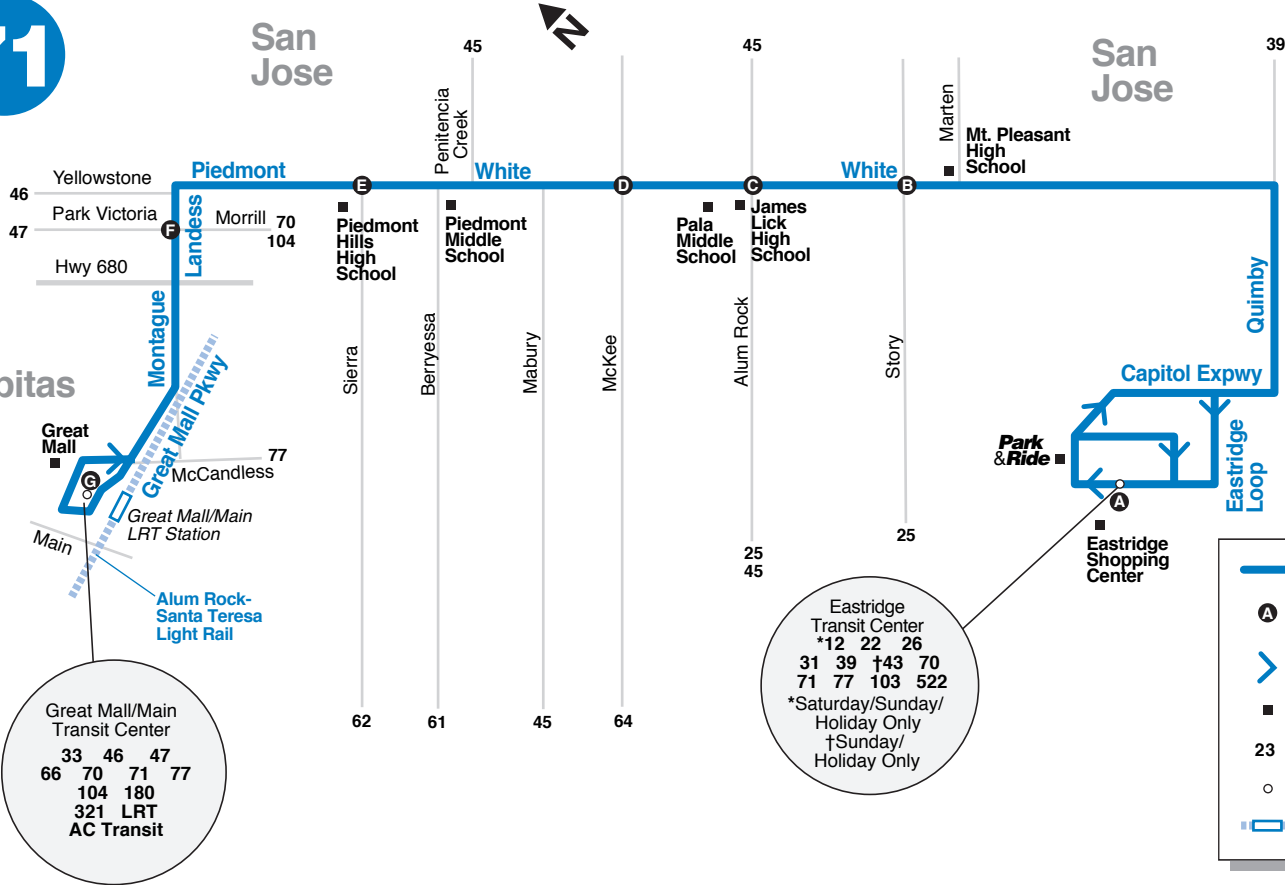 71
San
Jose
N
45
45
39
San
Jose
Penitencia
Creek
Marten
Mt. Pleasant
High
School
Yellowstone
46
Piedmont
White
White
E
D
C
B
Park Victoria
47
F
Landess
Morrill 70
104
Piedmont
Hills
High
School
Piedmont
Middle
School
Pala
Middle
School
James
Lick
High
School
Hwy 680
Montague
Great Mall Pkwy
Sierra
Berryessa
Mabury
McKee
Alum Rock
Story
Quimby
Capitol Expwy
Eastridge
Loop
pitas
Great
Mall
G
77
McCandless
Great Mall/Main
LRT Station
Main
Alum Rock-
Santa Teresa
Light Rail
Park
&Ride
A
Eastridge
Shopping
Center
25
45
25
62
61
45
64
Great Mall/Main
Transit Center
33 46 47
66 70 71 77
104 180
321 LRT
AC Transit
Eastridge
Transit Center
*12 22 26
31 39 †43 70
71 77 103 522
*Saturday/Sunday/
Holiday Only
†Sunday/
Holiday Only
A
23